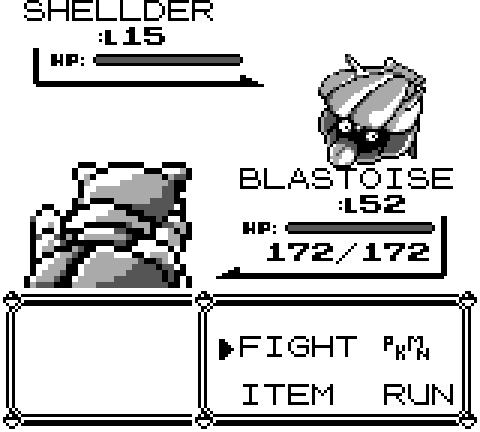 SHELLDER
:L15
HP:
BLASTOISE
:L52
HP:
172/172
FIGHT PKMN
ITEM RUN